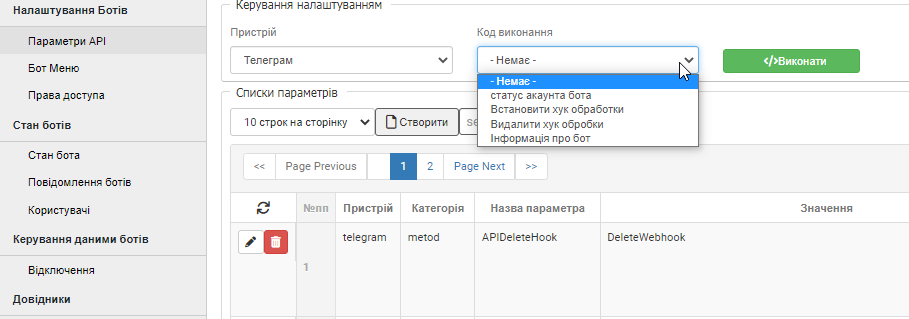 Налаштування Ботів
Параметри API
Бот Меню
Права доступа
Стан ботів
Стан бота
Повідомлення ботів
Користувачі
Керування даними ботів
Відключення
Довідники
Керування налаштуванням
Пристрій
Код виконання
Телеграм
- Немає -
</>Виконати
- Немає -
статус акаунта бота
Встановити хук обработки
Видалити хук обробки
Інформація про бот
Списки параметрів
10 строк на сторінку
Створити
se
<< Page Previous 1 2 Page Next >>
№пп Пристрій Категорія Назва параметра Значення
1 telegram metod APIDeleteHook DeleteWebhook